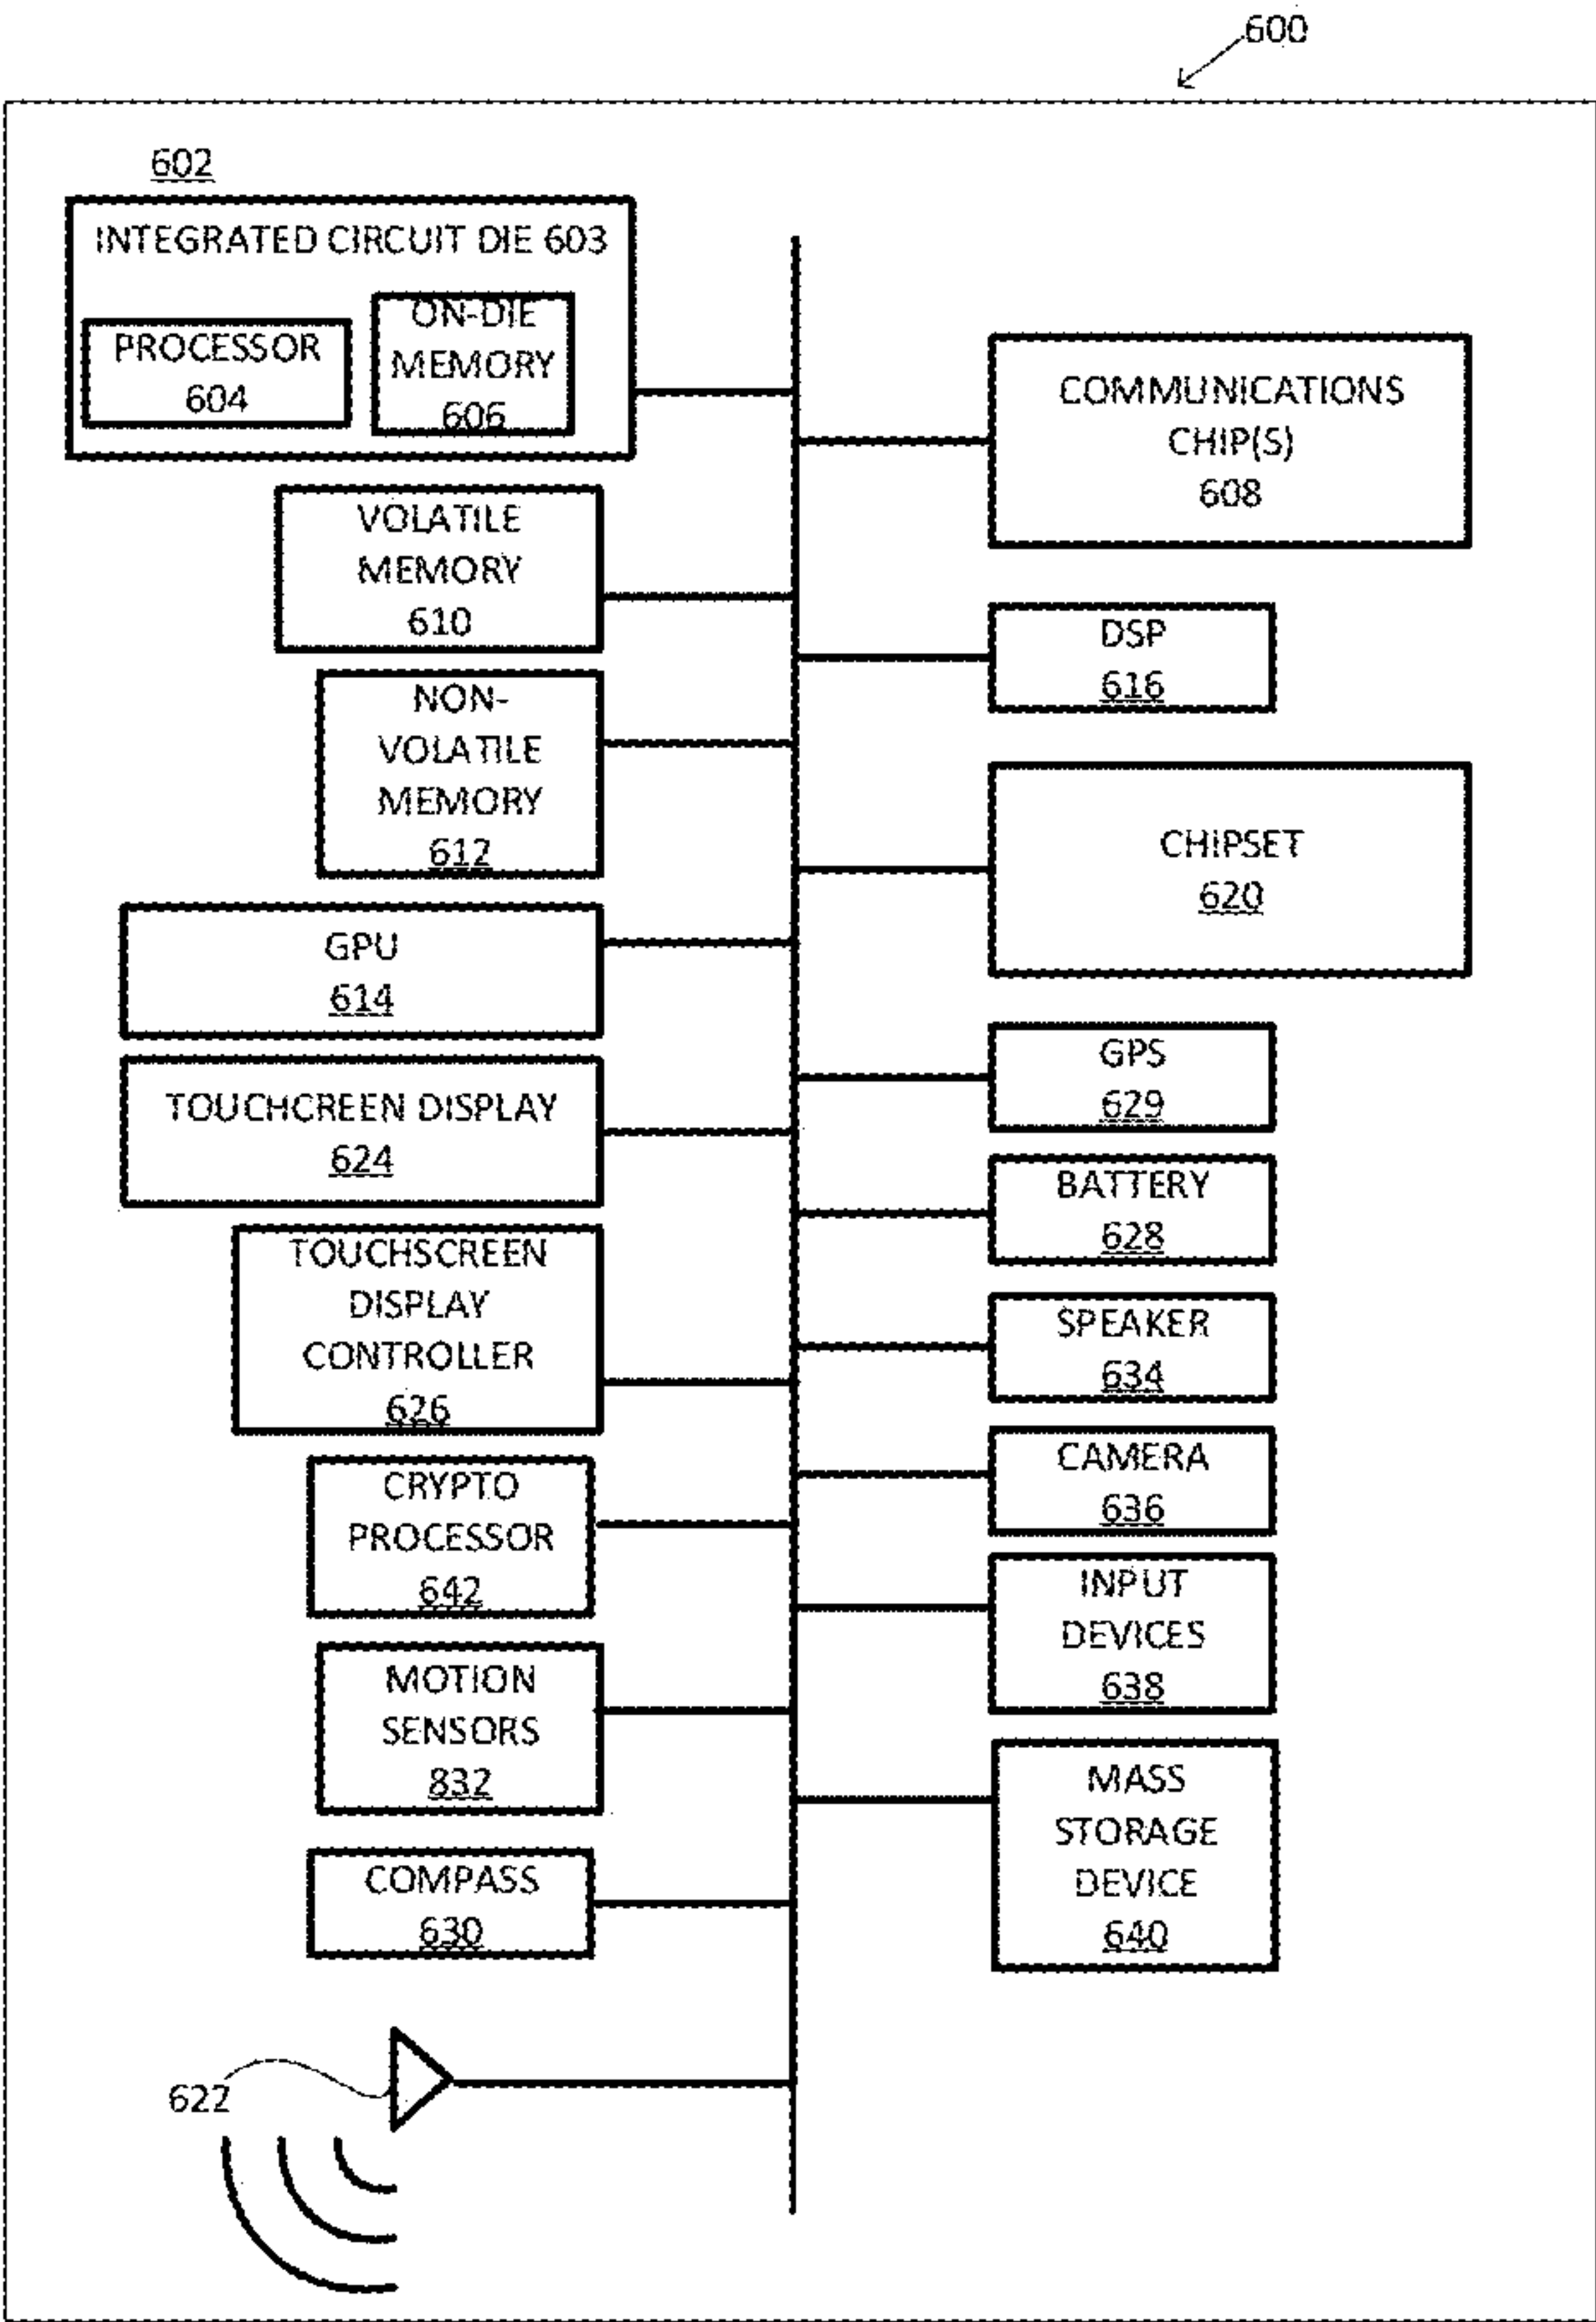 600
602
INTEGRATED CIRCUIT DIE 603
PROCESSOR
604
ON-DIE
MEMORY
606
VOLATILE
MEMORY
610
NON-
VOLATILE
MEMORY
612
GPU
614
TOUCHCREEN DISPLAY
624
TOUCHSCREEN
DISPLAY
CONTROLLER
626
CRYPTO
PROCESSOR
642
MOTION
SENSORS
832
COMPASS
630
622
COMMUNICATIONS
CHIP(S)
608
DSP
616
CHIPSET
620
GPS
629
BATTERY
628
SPEAKER
634
CAMERA
636
INPUT
DEVICES
638
MASS
STORAGE
DEVICE
640